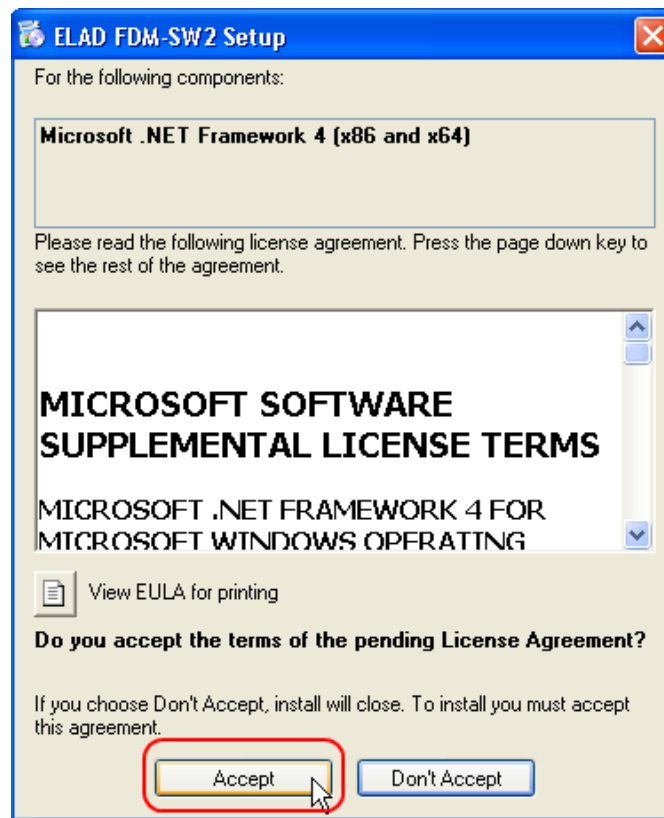 ELAD FDM-SW2 Setup
For the following components:
Microsoft .NET Framework 4 (x86 and x64)
Please read the following license agreement. Press the page down key to
see the rest of the agreement.
MICROSOFT SOFTWARE
SUPPLEMENTAL LICENSE TERMS
MICROSOFT .NET FRAMEWORK 4 FOR
MICROSOFT WINDOWS OPERATING
View EULA for printing
Do you accept the terms of the pending License Agreement?
If you choose Don't Accept, install will close. To install you must accept
this agreement.
Accept
Don't Accept